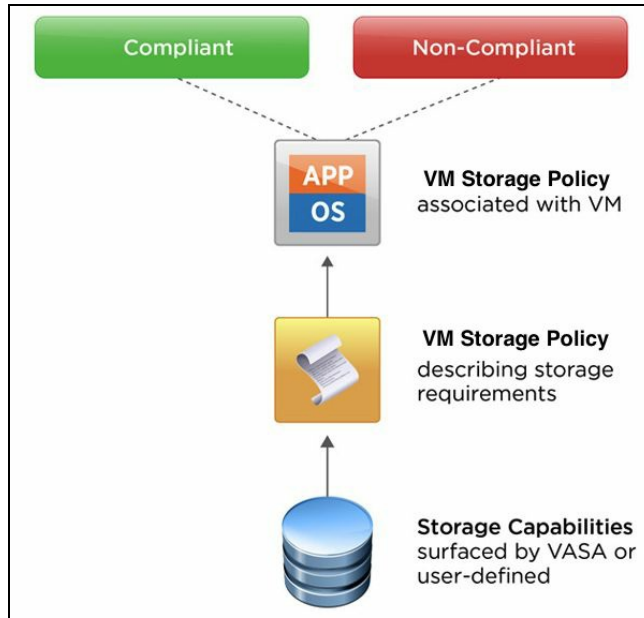 Compliant
Non-Compliant
APP
OS
VM Storage Policy
associated with VM
VM Storage Policy
describing storage
requirements
Storage Capabilities
surfaced by VASA or
user-defined